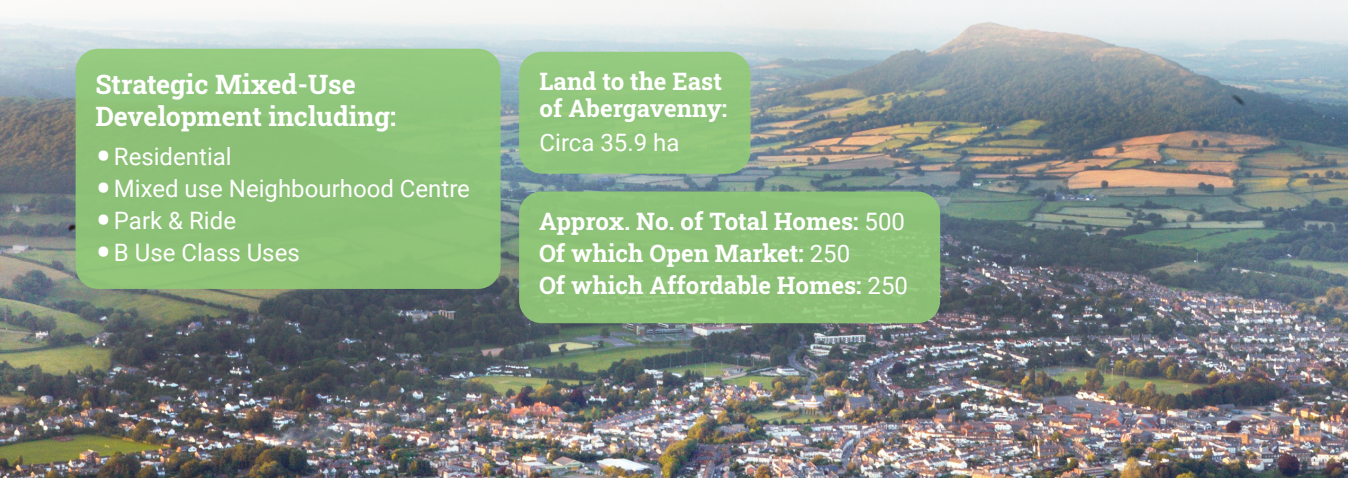 Strategic Mixed-Use
Development including:
• Residential
• Mixed use Neighbourhood Centre
• Park & Ride
• B Use Class Uses
Land to the East
of Abergavenny:
Circa 35.9 ha
Approx. No. of Total Homes: 500
Of which Open Market: 250
Of which Affordable Homes: 250